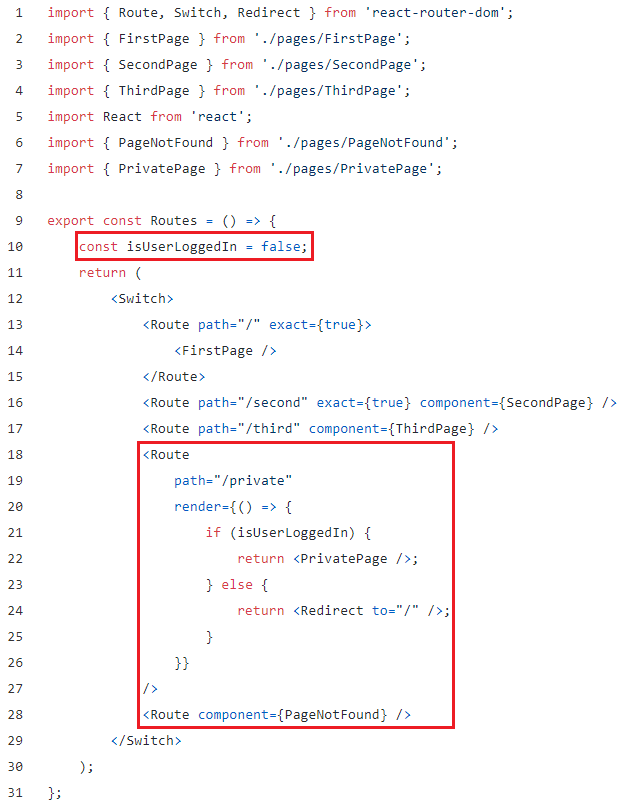 1 import { Route, Switch, Redirect } from 'react-router-dom';
2 import { FirstPage } from './pages/FirstPage';
3 import { SecondPage } from './pages/SecondPage';
4 import { ThirdPage } from './pages/ThirdPage';
5 import React from 'react';
6 import { PageNotFound } from './pages/PageNotFound';
7 import { PrivatePage } from './pages/PrivatePage';
8
9 export const Routes = () => {
10     const isUserLoggedIn = false;
11     return (
12         <Switch>
13             <Route path="/" exact={true}>
14                 <FirstPage />
15             </Route>
16             <Route path="/second" exact={true} component={SecondPage} />
17             <Route path="/third" component={ThirdPage} />
18             <Route
19                 path="/private"
20                 render={() => {
21                     if (isUserLoggedIn) {
22                         return <PrivatePage />;
23                     } else {
24                         return <Redirect to="/" />;
25                     }
26                 }}
27             />
28             <Route component={PageNotFound} />
29         </Switch>
30     );
31 };